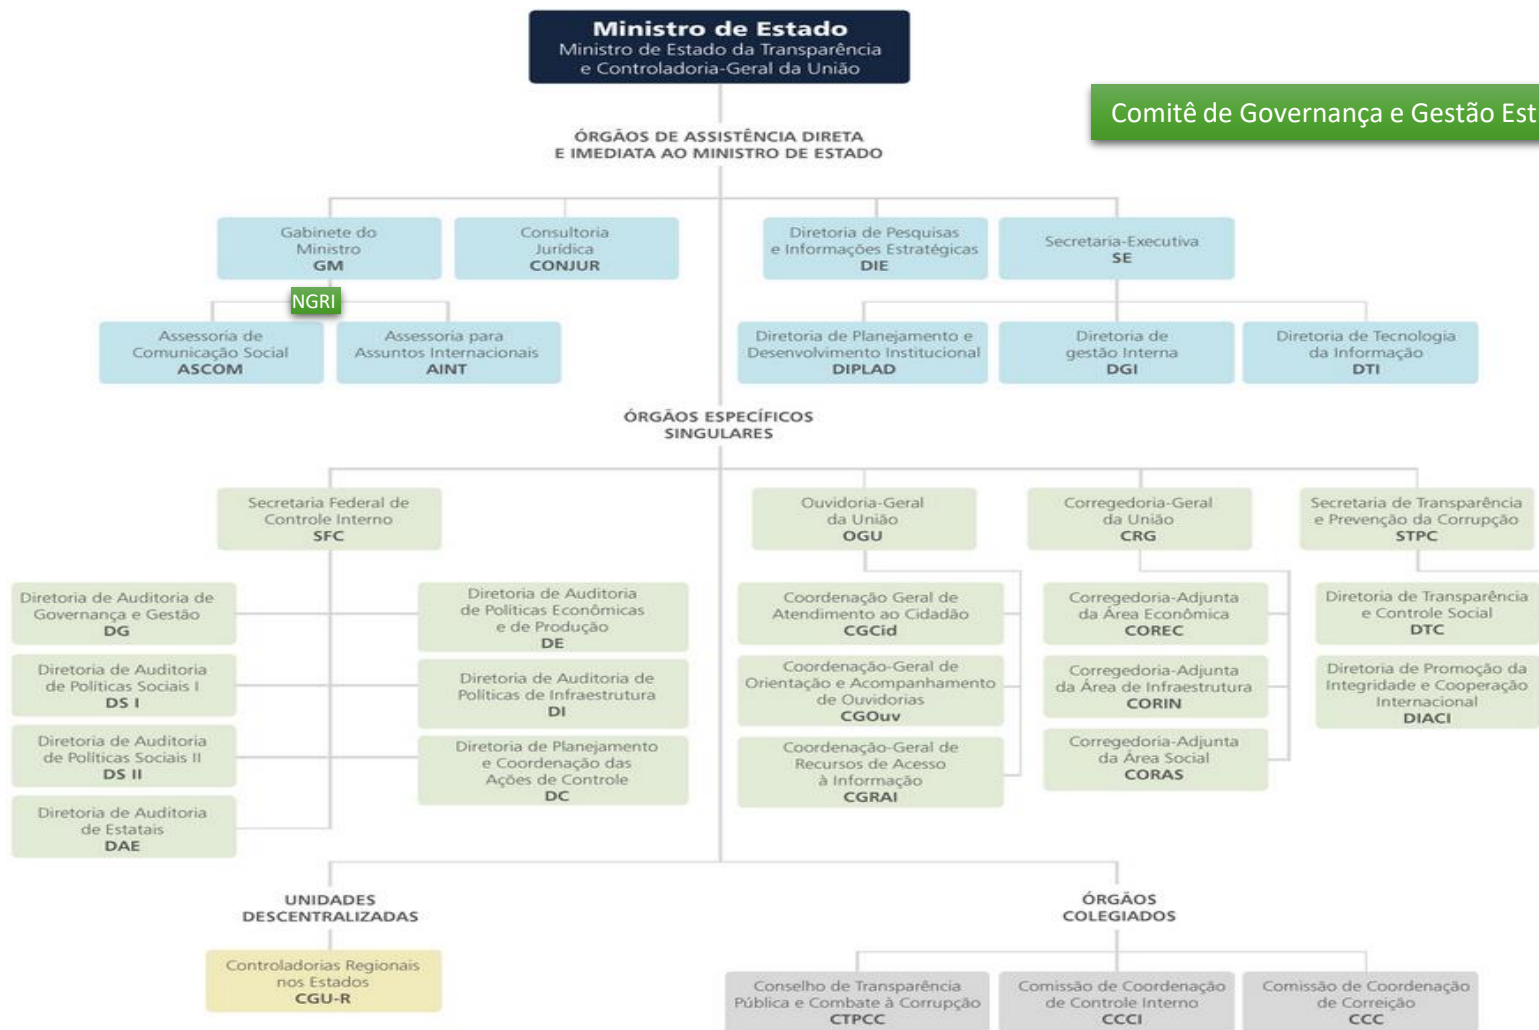 Ministro de Estado
Ministro de Estado da Transparência
e Controladoria-Geral da União
Comitê de Governança e Gestão Est
ÓRGÃOS DE ASSISTÊNCIA DIRETA
E IMEDIATA AO MINISTRO DE ESTADO
Gabinete do
Ministro
GM
Consultoria
Jurídica
CONJUR
Diretoria de Pesquisas
e Informações Estratégicas
DIE
Secretaria-Executiva
SE
NGRI
Assessoria de
Comunicação Social
ASCOM
Assessoria para
Assuntos Internacionais
AINT
Diretoria de Planejamento e
Desenvolvimento Institucional
DIPLAD
Diretoria de
gestão Interna
DGI
Diretoria de Tecnologia
da Informação
DTI
ÓRGÃOS ESPECÍFICOS
SINGULARES
Secretaria Federal de
Controle Interno
SFC
Ouvidoria-Geral
da União
OGU
Corregedoria-Geral
da União
CRG
Secretaria de Transparência
e Prevenção da Corrupção
STPC
Diretoria de Auditoria de
Governança e Gestão
DG
Diretoria de Auditoria
de Políticas Econômicas
e de Produção
DE
Coordenação Geral de
Atendimento ao Cidadão
CGCid
Corregedoria-Adjunta
da Área Econômica
COREC
Diretoria de Transparência
e Controle Social
DTC
Diretoria de Auditoria
de Políticas Sociais I
DS I
Diretoria de Auditoria de
Políticas de Infraestrutura
DI
Coordenação-Geral de
Orientação e Acompanhamento
de Ouvidorias
CGOuv
Corregedoria-Adjunta
da Área de Infraestrutura
CORIN
Diretoria de Promoção da
Integridade e Cooperação
Internacional
DIACI
Diretoria de Auditoria
de Políticas Sociais II
DS II
Diretoria de Planejamento
e Coordenação das
Ações de Controle
DC
Coordenação-Geral de
Recursos de Acesso
à Informação
CGRAI
Corregedoria-Adjunta
da Área Social
CORAS
Diretoria de Auditoria
de Estatais
DAE
UNIDADES
DESCENTRALIZADAS
ÓRGÃOS
COLEGIADOS
Controladorias Regionais
nos Estados
CGU-R
Conselho de Transparência
Pública e Combate à Corrupção
CTPCC
Comissão de Coordenação
de Controle Interno
CCCI
Comissão de Coordenação
de Correição
CCC